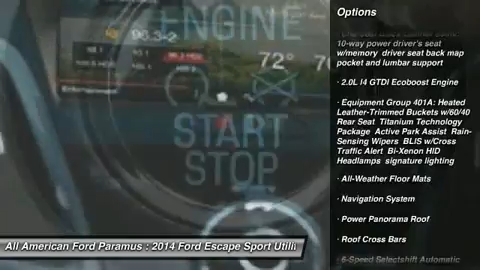 ENGINE
START
STOP
96.3-2
72°
Entertainment
Options
10-way power driver's seat
w/memory driver seat back map
pocket and lumbar support
· 2.0L I4 GTDI Ecoboost Engine
· Equipment Group 401A: Heated
Leather-Trimmed Buckets w/60/40
Rear Seat Titanium Technology
Package Active Park Assist Rain-
Sensing Wipers BLIS w/Cross
Traffic Alert Bi-Xenon HID
Headlamps signature lighting
· All-Weather Floor Mats
· Navigation System
· Power Panorama Roof
· Roof Cross Bars
· 6-Speed Selectshift Automatic
All American Ford Paramus : 2014 Ford Escape Sport Utili